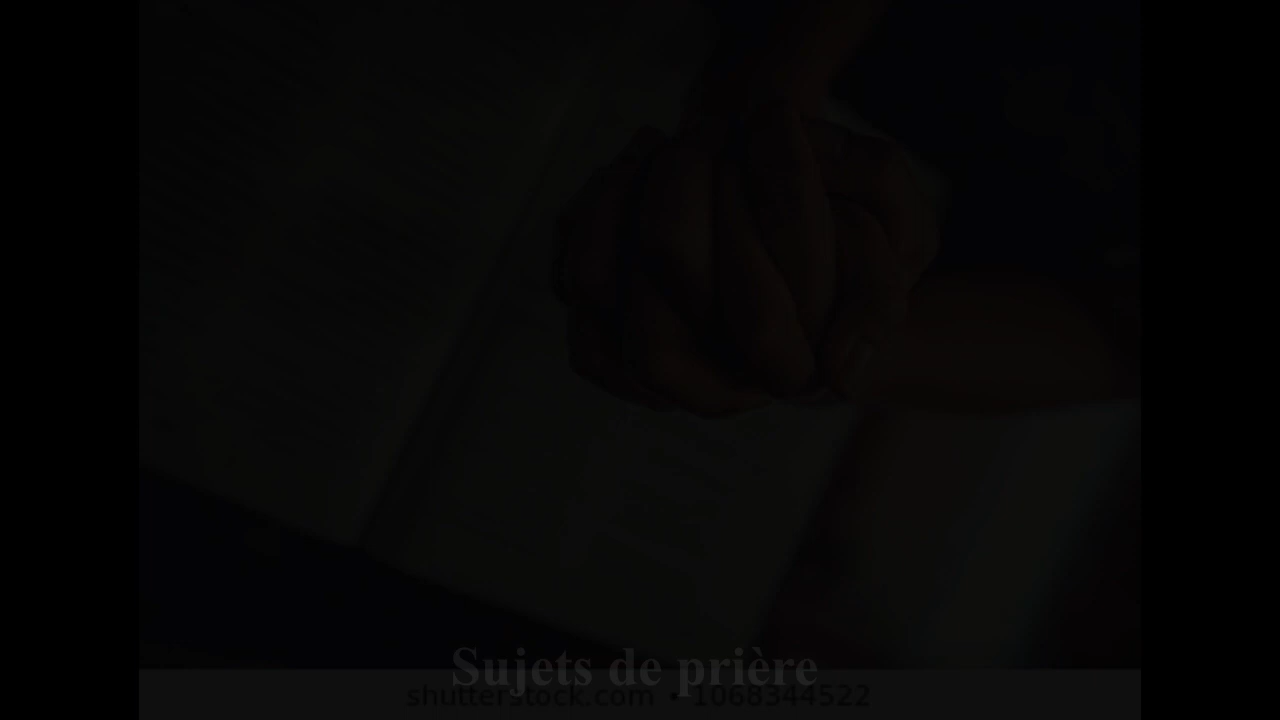 Sujets de prière
shutterstock.com • 1068344522